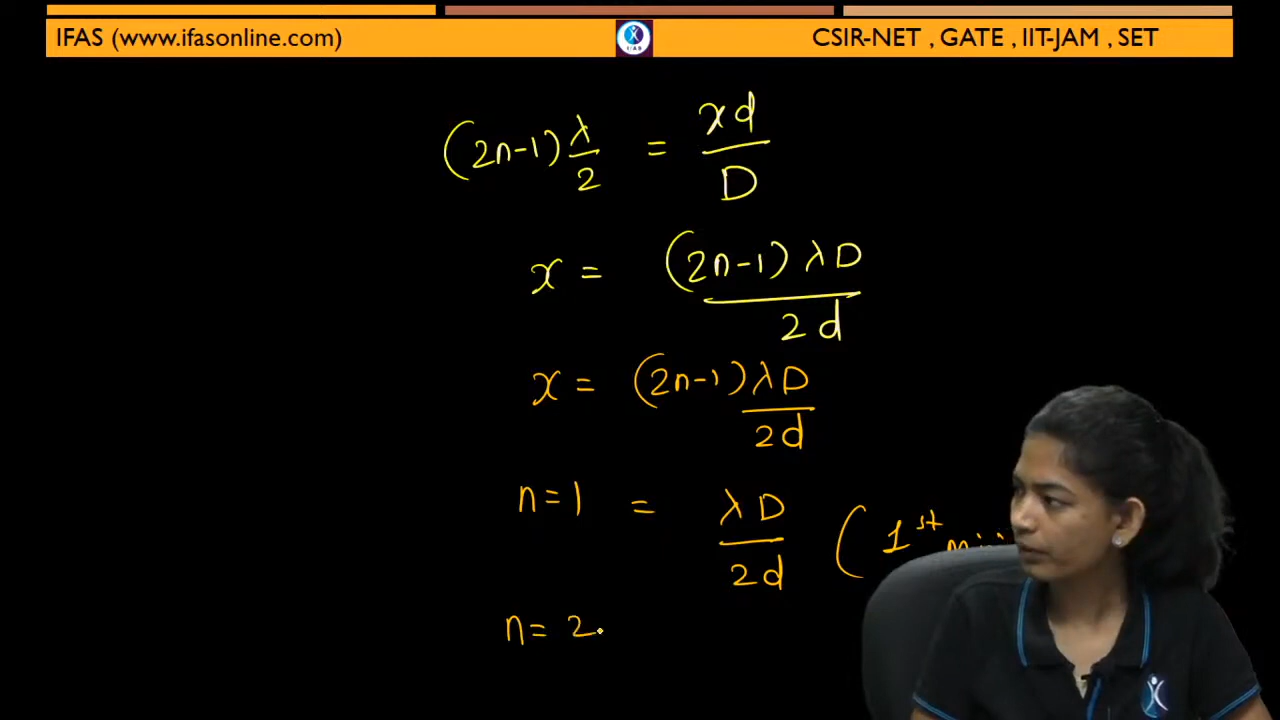 IFAS (www.ifasonline.com)
IFAS
CSIR-NET , GATE , IIT-JAM , SET
(2n-1) λ/2 = xd/D
x = (2n-1) λD / 2d
x = (2n-1) λD/2d
n=1 = λD/2d ( 1st
n= 2